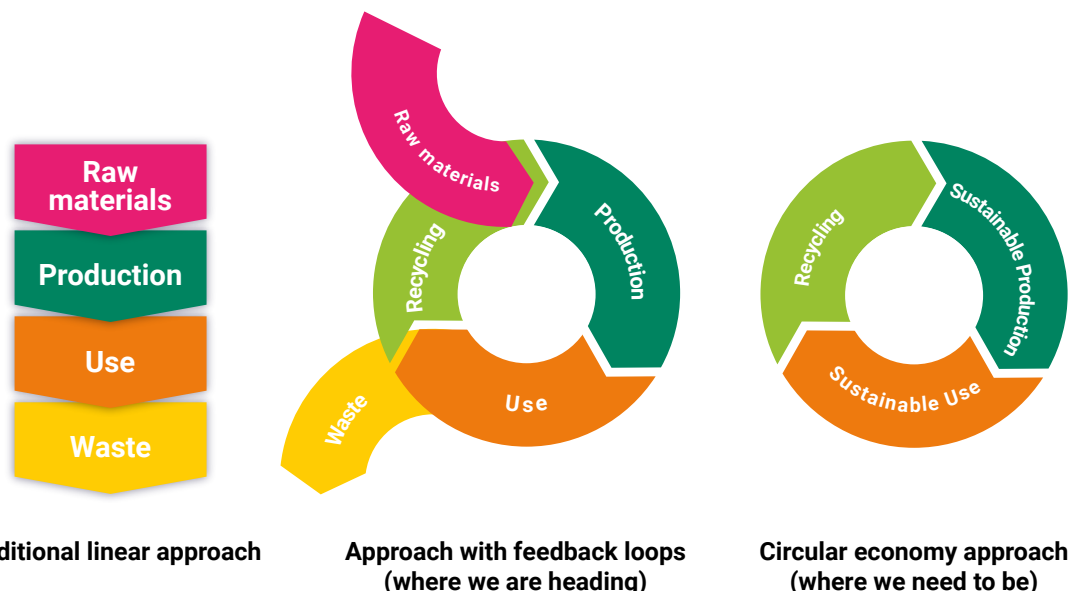 Raw
materials
Production
Use
Waste
Raw materials
Production
Recycling
Use
Waste
Recycling
Sustainable Production
Sustainable Use
ditional linear approach
Approach with feedback loops
(where we are heading)
Circular economy approach
(where we need to be)